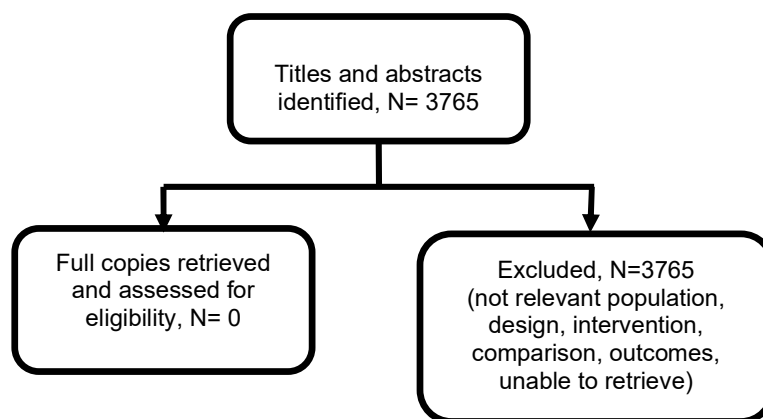 Titles and abstracts
identified, N= 3765
Full copies retrieved
and assessed for
eligibility, N= 0
Excluded, N=3765
(not relevant population,
design, intervention,
comparison, outcomes,
unable to retrieve)